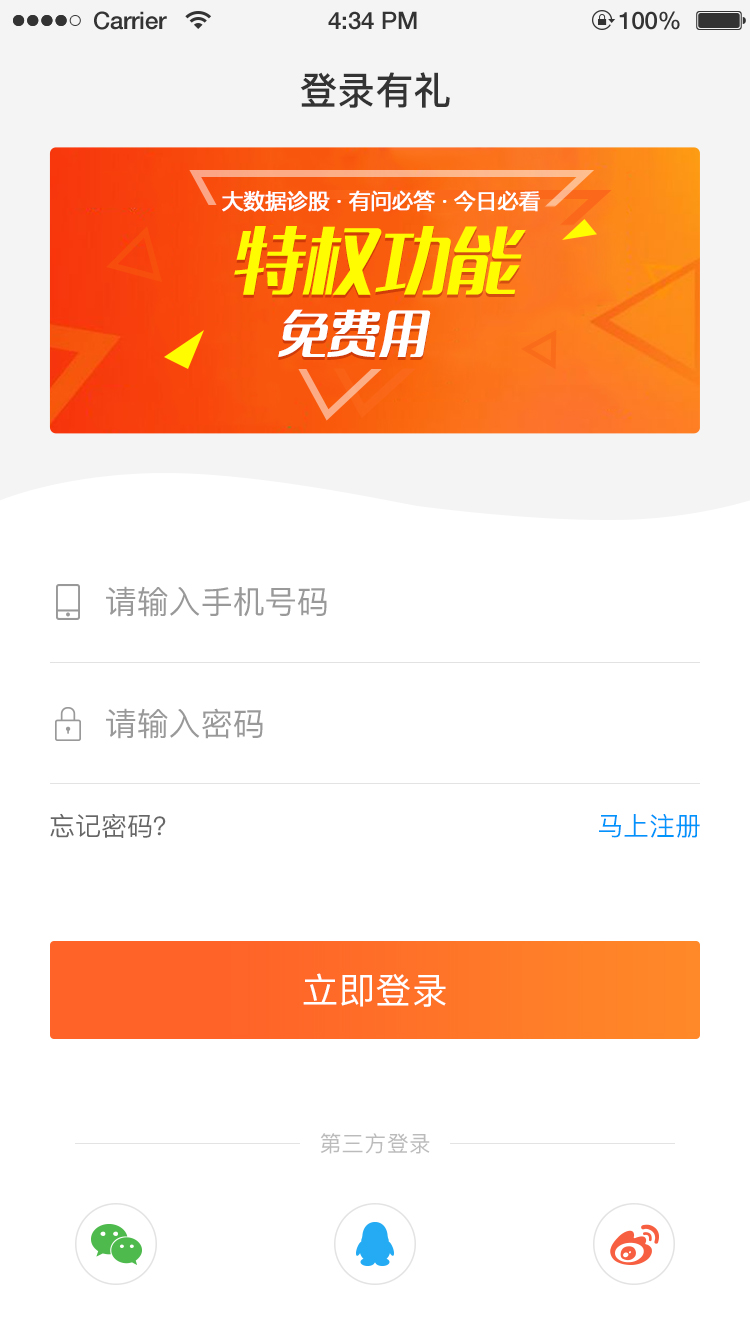 Carrier 4:34 PM 100%
登录有礼
大数据诊股·有问必答·今日必看
特权功能
免费用
请输入手机号码
请输入密码
忘记密码? 马上注册
立即登录
第三方登录